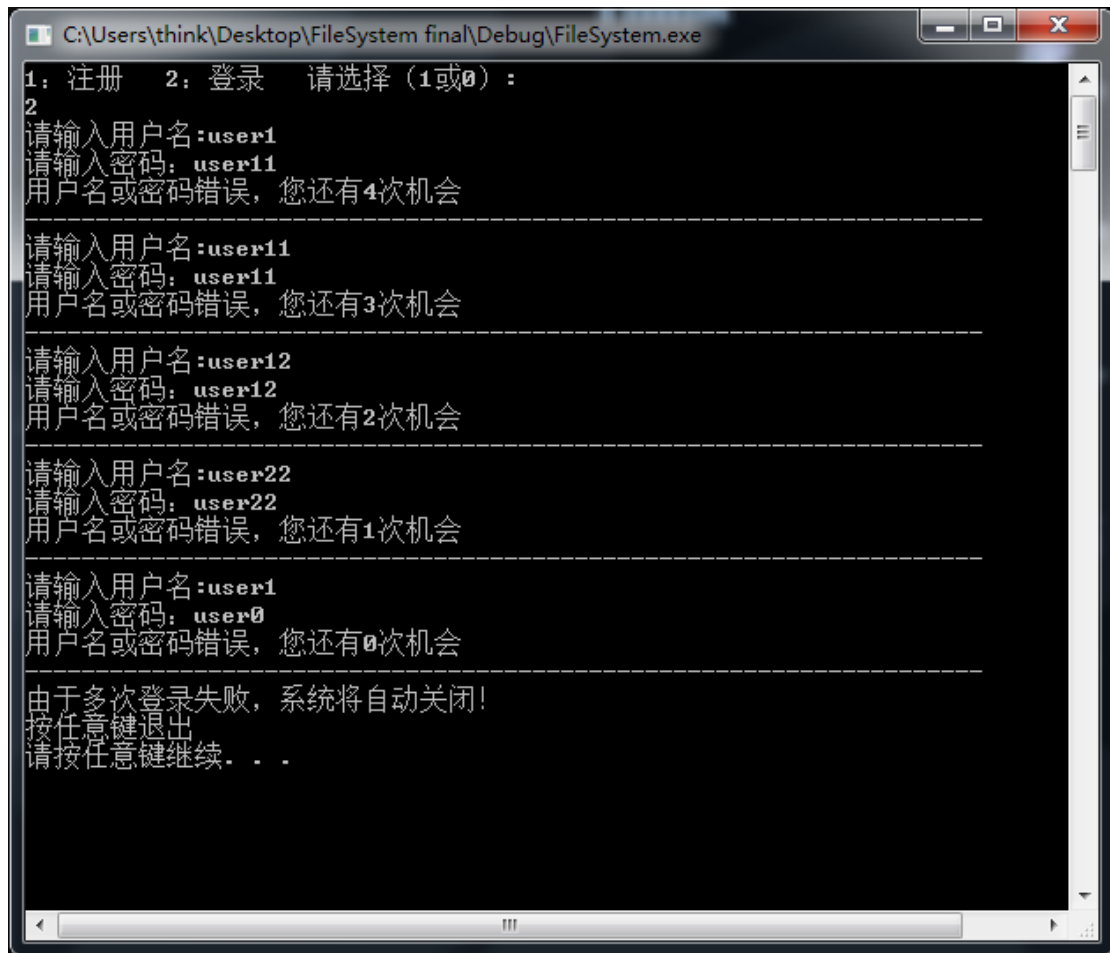 C:\Users\think\Desktop\FileSystem final\Debug\FileSystem.exe
1：注册   2：登录   请选择（1或0）:
2
请输入用户名:user1
请输入密码：user11
用户名或密码错误，您还有4次机会
--------------------------------------------------------------------
请输入用户名:user11
请输入密码：user11
用户名或密码错误，您还有3次机会
--------------------------------------------------------------------
请输入用户名:user12
请输入密码：user12
用户名或密码错误，您还有2次机会
--------------------------------------------------------------------
请输入用户名:user22
请输入密码：user22
用户名或密码错误，您还有1次机会
--------------------------------------------------------------------
请输入用户名:user1
请输入密码：user0
用户名或密码错误，您还有0次机会
--------------------------------------------------------------------
由于多次登录失败，系统将自动关闭!
按任意键退出
请按任意键继续. . .